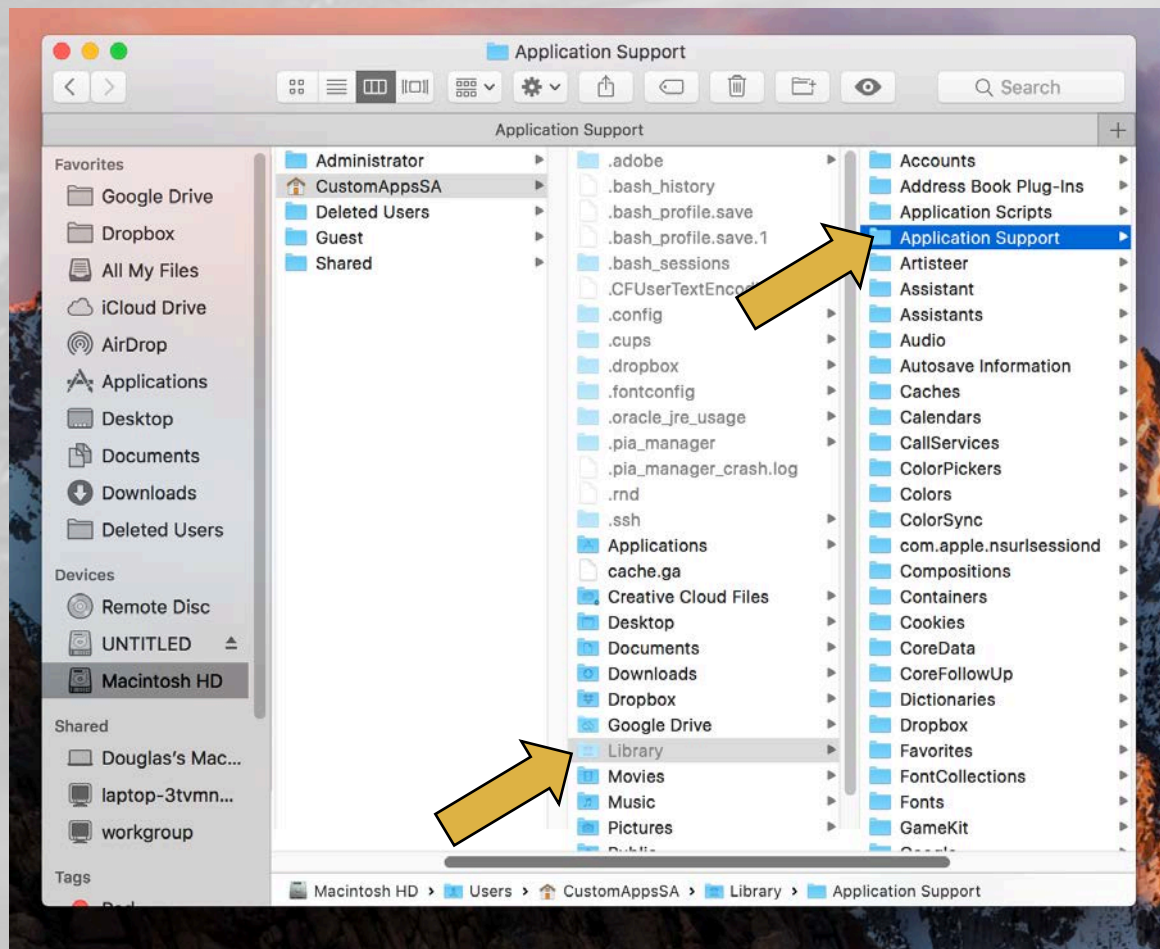 Application Support
Search
Application Support
Favorites
Google Drive
Dropbox
All My Files
iCloud Drive
AirDrop
Applications
Desktop
Documents
Downloads
Deleted Users
Devices
Remote Disc
UNTITLED
Macintosh HD
Shared
Douglas's Mac...
laptop-3tvmn...
workgroup
Tags
Administrator
CustomAppsSA
Deleted Users
Guest
Shared
.adobe
.bash_history
.bash_profile.save
.bash_profile.save.1
.bash_sessions
.config
.cups
.dropbox
.fontconfig
.oracle_jre_usage
.pia_manager
.pia_manager_crash.log
.rnd
.ssh
Applications
cache.ga
Creative Cloud Files
Desktop
Documents
Downloads
Dropbox
Google Drive
Library
Movies
Music
Pictures
Accounts
Address Book Plug-Ins
Application Scripts
Application Support
Artisteer
Assistant
Assistants
Audio
Autosave Information
Caches
Calendars
CallServices
ColorPickers
Colors
ColorSync
com.apple.nsurlsessiond
Compositions
Containers
Cookies
CoreData
CoreFollowUp
Dictionaries
Dropbox
Favorites
FontCollections
Fonts
GameKit
Macintosh HD › Users › CustomAppsSA › Library › Application Support